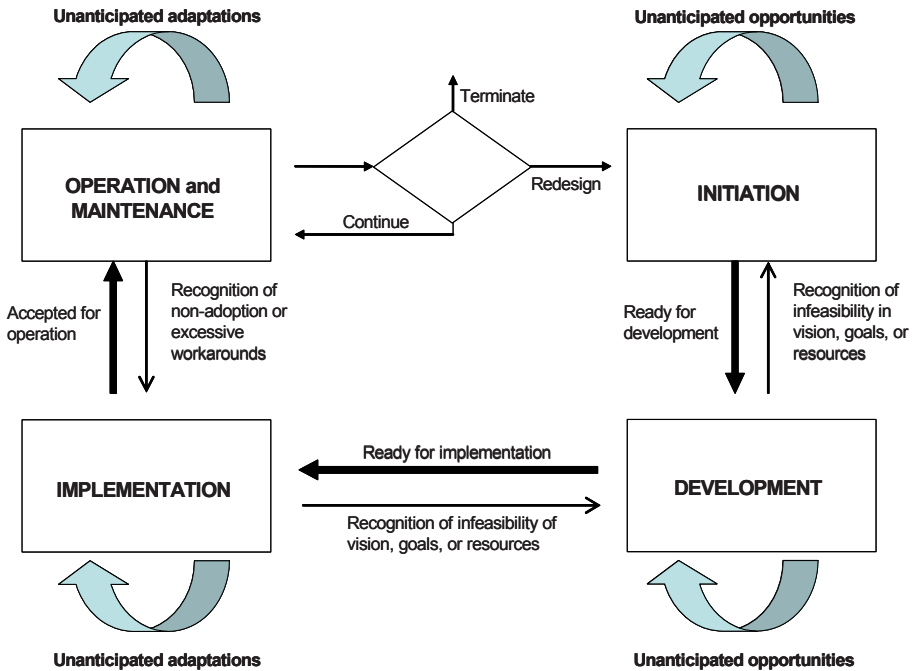 Unanticipated adaptations
Unanticipated opportunities
Terminate
OPERATION and
MAINTENANCE
Redesign
INITIATION
Continue
Accepted for
operation
Recognition of
non-adoption or
excessive
workarounds
Ready for
development
Recognition of
infeasibility in
vision, goals, or
resources
Ready for implementation
IMPLEMENTATION
DEVELOPMENT
Recognition of infeasibility of
vision, goals, or resources
Unanticipated adaptations
Unanticipated opportunities